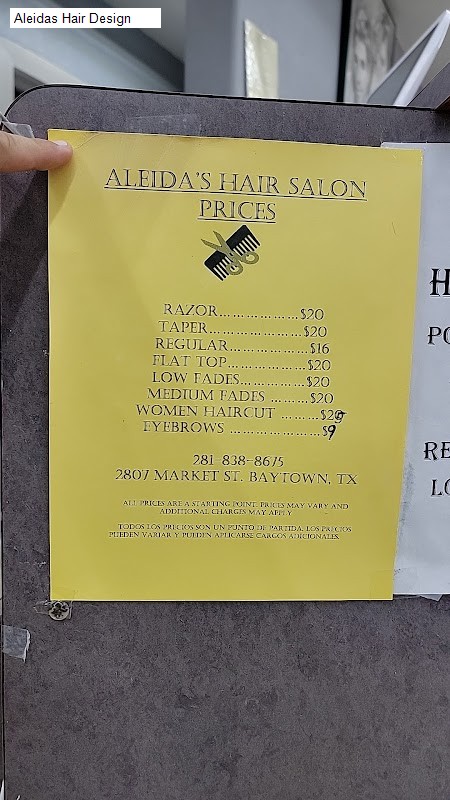 Aleidas Hair Design
ALEIDA'S HAIR SALON
PRICES
RAZOR..................$20
TAPER.....................$20
REGULAR..................$16
FLAT TOP..................$20
LOW FADES...............$20
MEDIUM FADES .........$20
WOMEN HAIRCUT .........$25
EYEBROWS .....................$9
281-838-8675
2807 MARKET ST. BAYTOWN, TX
ALL PRICES ARE A STARTING POINT. PRICES MAY VARY AND
ADDITIONAL CHARGES MAY APPLY
TODOS LOS PRECIOS SON UN PUNTO DE PARTIDA. LOS PRECIOS
PUEDEN VARIAR Y PUEDEN APLICARSE CARGOS ADICIONALES.
H
PO
RE
LO